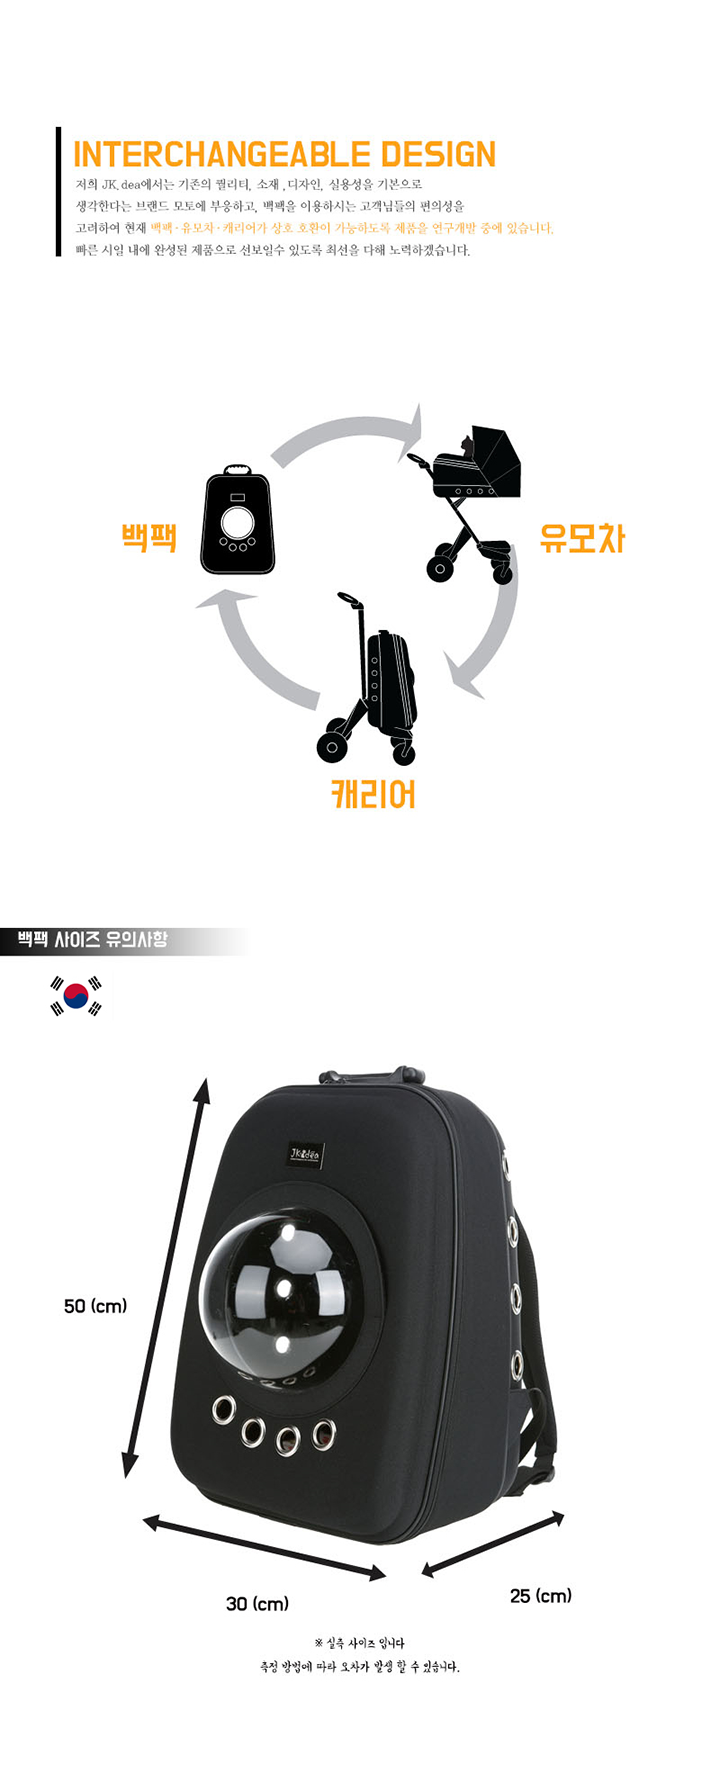 INTERCHANGEABLE DESIGN
저희 JK.dea에서는 기존의 퀄리티, 소재 ,디자인, 실용성을 기본으로
생각한다는 브랜드 모토에 부응하고, 백팩을 이용하시는 고객님들의 편의성을
고려하여 현재 백팩·유모차·캐리어가 상호 호환이 가능하도록 제품을 연구개발 중에 있습니다.
빠른 시일 내에 완성된 제품으로 선보일수 있도록 최선을 다해 노력하겠습니다.
백팩
유모차
캐리어
백팩 사이즈 유의사항
JK.dea
50 (cm)
30 (cm)
25 (cm)
※ 실측 사이즈 입니다
측정 방법에 따라 오차가 발생 할 수 있습니다.